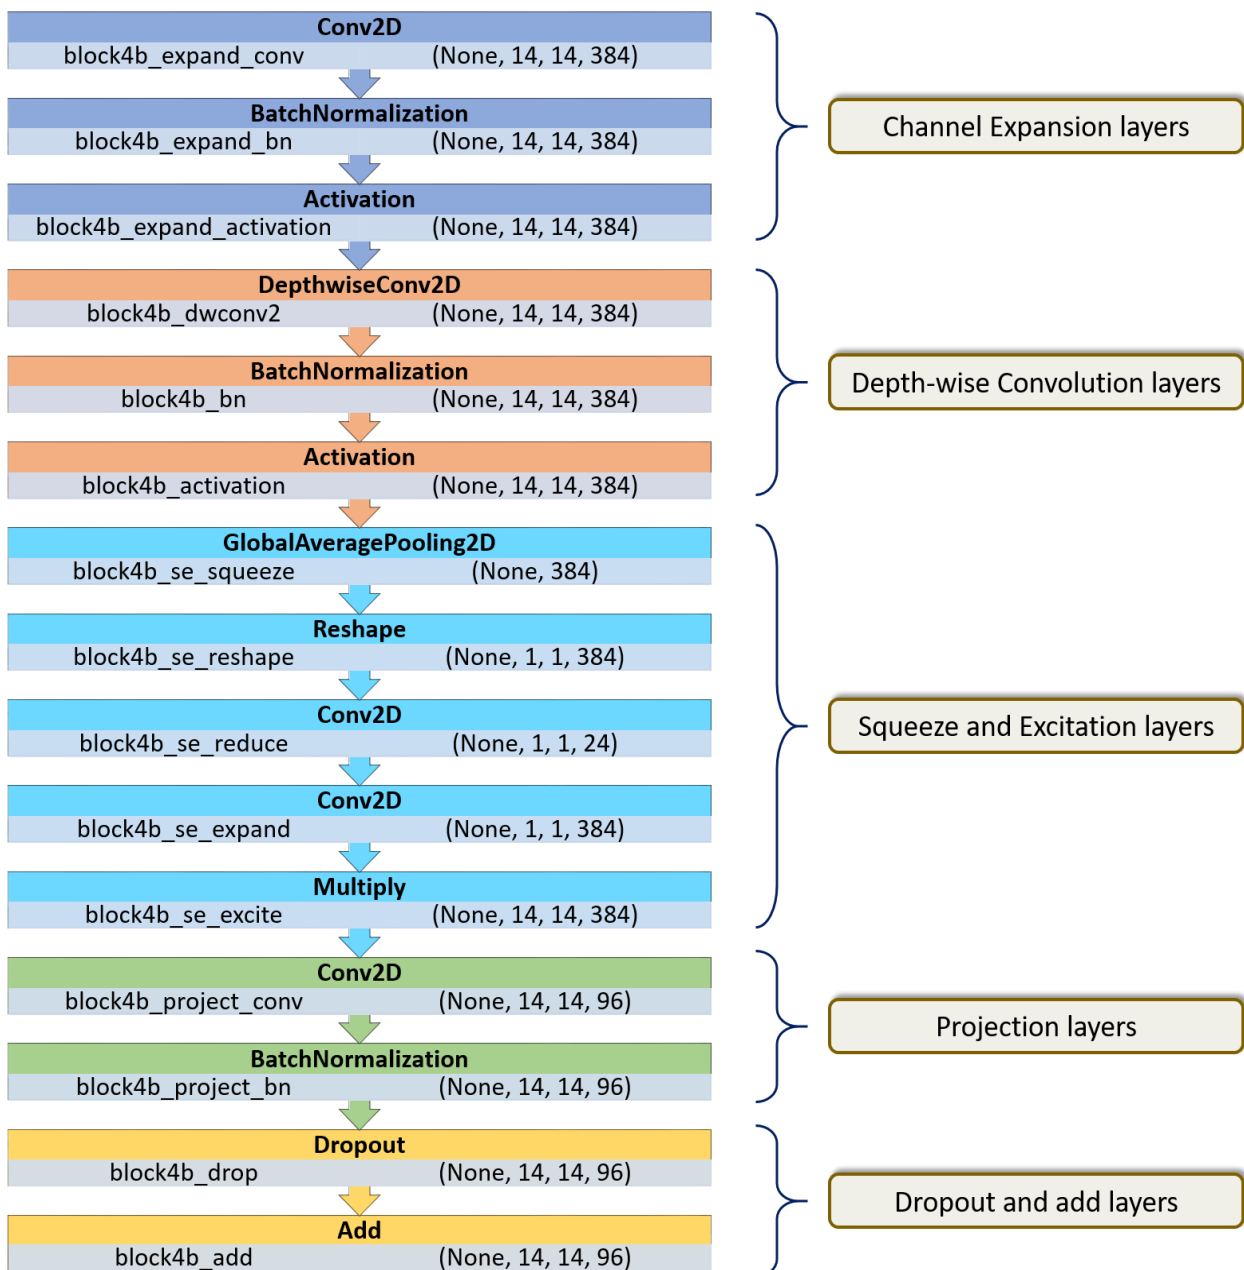 Conv2D
block4b_expand_conv (None, 14, 14, 384)
BatchNormalization
block4b_expand_bn (None, 14, 14, 384)
Activation
block4b_expand_activation (None, 14, 14, 384)
Channel Expansion layers
DepthwiseConv2D
block4b_dwconv2 (None, 14, 14, 384)
BatchNormalization
block4b_bn (None, 14, 14, 384)
Activation
block4b_activation (None, 14, 14, 384)
Depth-wise Convolution layers
GlobalAveragePooling2D
block4b_se_squeeze (None, 384)
Reshape
block4b_se_reshape (None, 1, 1, 384)
Conv2D
block4b_se_reduce (None, 1, 1, 24)
Conv2D
block4b_se_expand (None, 1, 1, 384)
Multiply
block4b_se_excite (None, 14, 14, 384)
Squeeze and Excitation layers
Conv2D
block4b_project_conv (None, 14, 14, 96)
BatchNormalization
block4b_project_bn (None, 14, 14, 96)
Projection layers
Dropout
block4b_drop (None, 14, 14, 96)
Add
block4b_add (None, 14, 14, 96)
Dropout and add layers